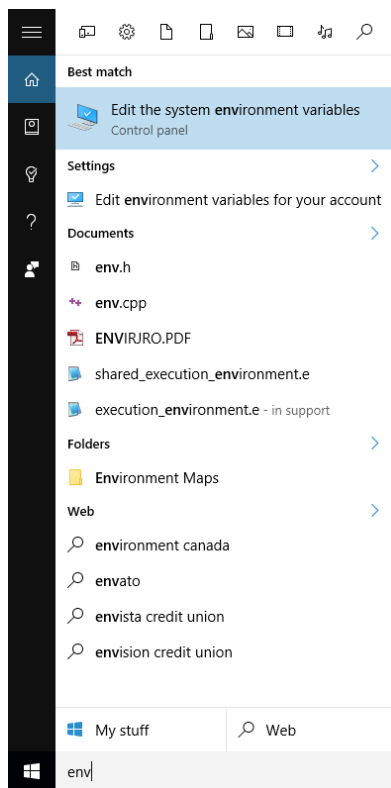 Best match
Edit the system environment variables
Control panel
Settings
Edit environment variables for your account
Documents
env.h
env.cpp
ENVIRJRO.PDF
shared_execution_environment.e
execution_environment.e - in support
Folders
Environment Maps
Web
environment canada
envato
envista credit union
envision credit union
My stuff
Web
env